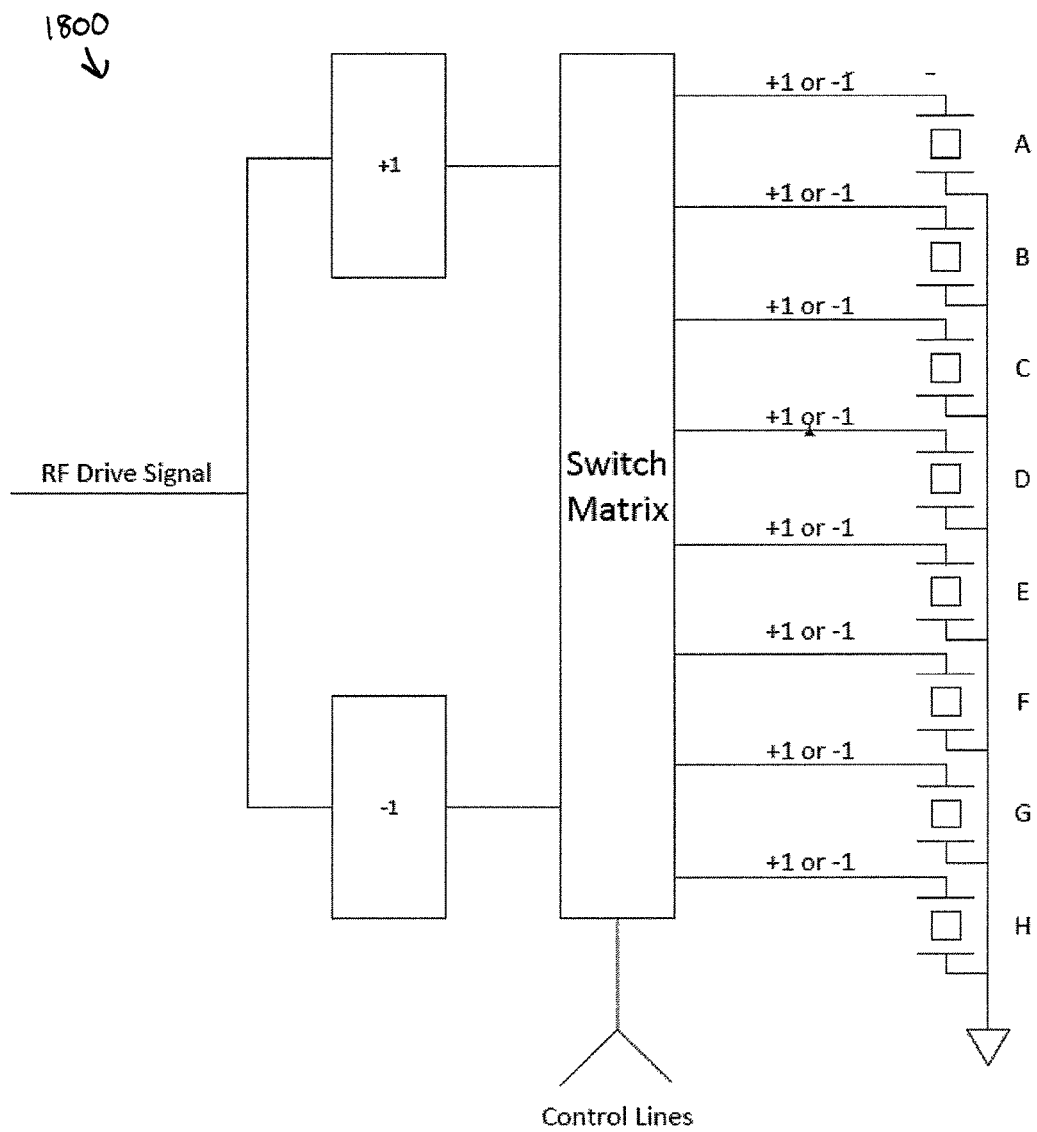 1800
+1 or -1
A
+1
+1 or -1
B
+1 or -1
C
+1 or -1
RF Drive Signal
Switch
Matrix
D
+1 or -1
E
+1 or -1
F
+1 or -1
-1
G
+1 or -1
H
Control Lines